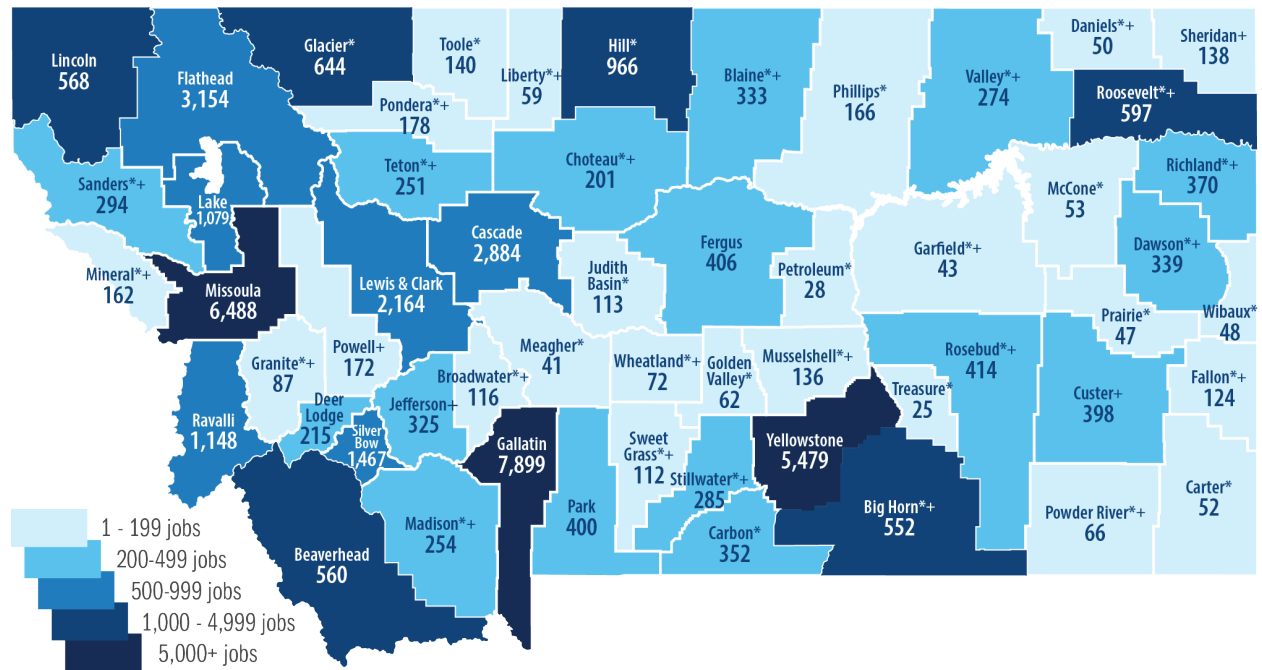 Lincoln
568
Flathead
3,154
Glacier*
644
Toole*
140
Liberty*+
59
Hill*
966
Blaine*+
333
Phillips*
166
Valley*+
274
Daniels*+
50
Sheridan+
138
Roosevelt*+
597
Pondera*+
178
Teton*+
251
Choteau*+
201
Sanders*+
294
Lake
1,079
McCone*
53
Richland*+
370
Cascade
2,884
Fergus
406
Garfield*+
43
Dawson*+
339
Mineral*+
162
Missoula
6,488
Lewis & Clark
2,164
Judith
Basin*
113
Petroleum*
28
Prairie*
47
Wibaux*
48
Granite*+
87
Powell+
172
Meagher*
41
Wheatland*+
72
Golden
Valley*
62
Musselshell*+
136
Rosebud*+
414
Treasure*
25
Custer+
398
Fallon*+
124
Broadwater*+
116
Ravalli
1,148
Deer
Lodge
215
Jefferson+
325
Silver
Bow
1,467
Gallatin
7,899
Sweet
Grass*+
112
Stillwater*+
285
Yellowstone
5,479
Park
400
Big Horn*+
552
Powder River*+
66
Carter*
52
Madison*+
254
Carbon*
352
Beaverhead
560
1 - 199 jobs
200-499 jobs
500-999 jobs
1,000 - 4,999 jobs
5,000+ jobs